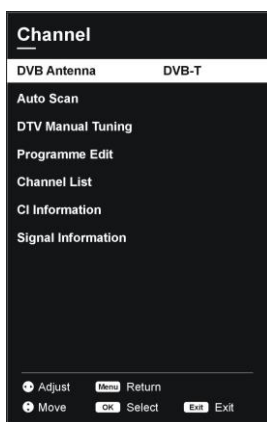 Channel
DVB Antenna DVB-T
Auto Scan
DTV Manual Tuning
Programme Edit
Channel List
CI Information
Signal Information
Adjust Menu Return
Move OK Select Exit Exit